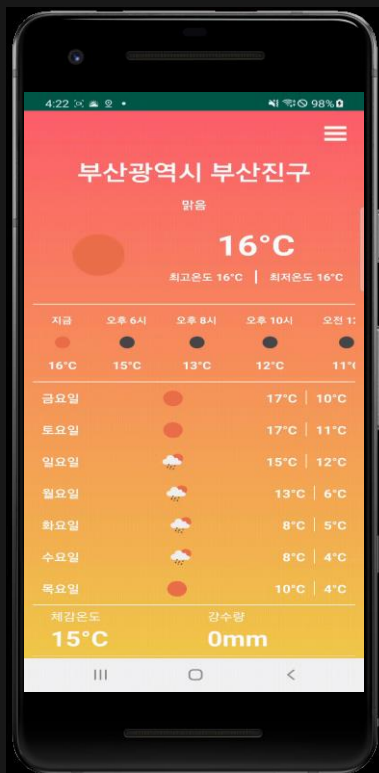 4:22 98%
부산광역시 부산진구
맑음
16°C
최고온도 16°C | 최저온도 16°C
지금 오후 6시 오후 8시 오후 10시 오전 12
16°C 15°C 13°C 12°C 11°C
금요일 17°C | 10°C
토요일 17°C | 11°C
일요일 15°C | 12°C
월요일 13°C | 6°C
화요일 8°C | 5°C
수요일 8°C | 4°C
목요일 10°C | 4°C
체감온도 강수량
15°C 0mm